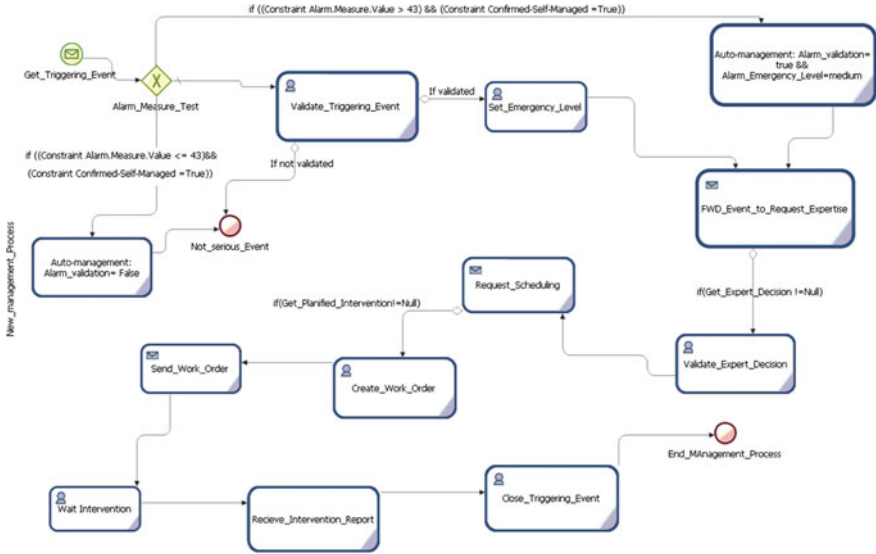 if ((Constraint Alarm.Measure.Value > 43) && (Constraint Confirmed-Self-Managed =True))
Get_Triggering_Event
Alarm_Measure_Test
Validate_Triggering_Event
If validated
Set_Emergency_Level
Auto-management: Alarm_validation=
true &&
Alarm_Emergency_Level=medium
if ((Constraint Alarm.Measure.Value <= 43)&&
(Constraint Confirmed-Self-Managed =True))
If not validated
Not_serious_Event
Auto-management:
Alarm_validation= False
FWD_Event_to_Request_Expertise
New_management_Process
Request_Scheduling
if(Get_Planified_Intervention!=Null)
if(Get_Expert_Decision !=Null)
Send_Work_Order
Create_Work_Order
Validate_Expert_Decision
End_MAnagement_Process
Wait Intervention
Recieve_Intervention_Report
Close_Triggering_Event